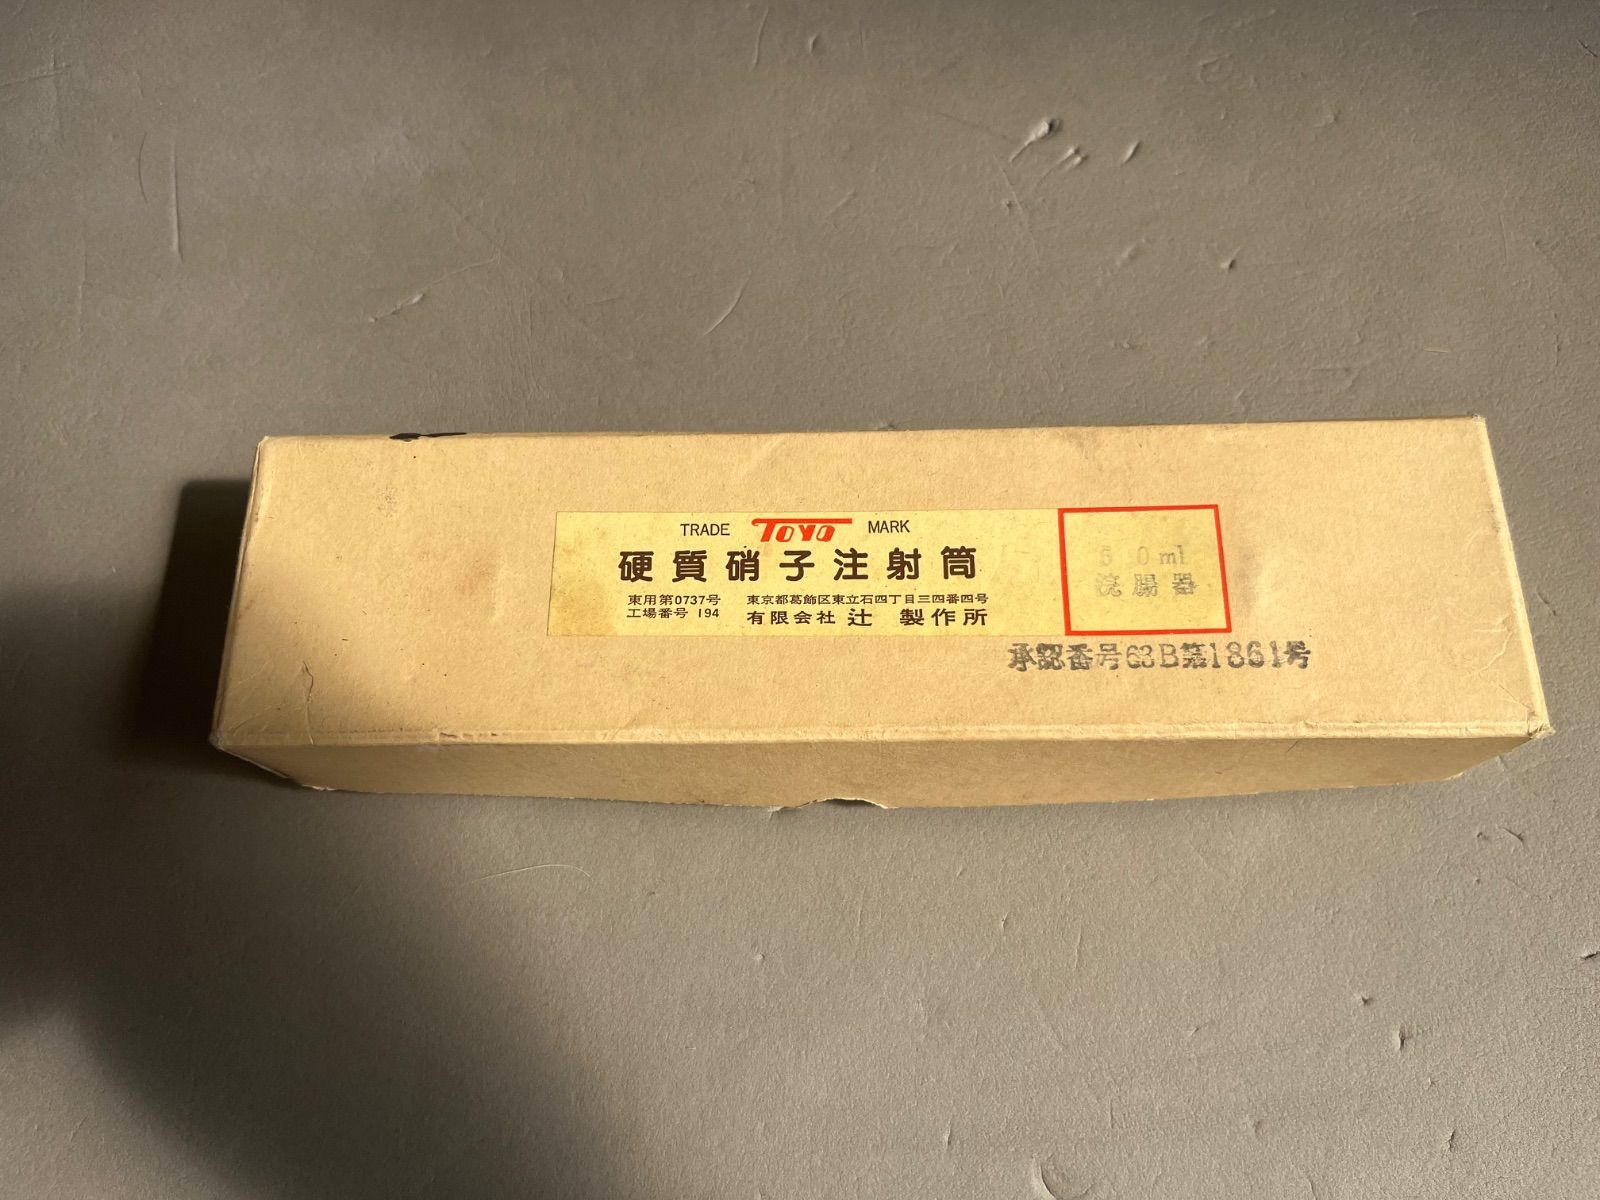 TRADE TOYO MARK
硬質硝子注射筒
東用第0737号
工場番号 194
東京都葛飾区東立石四丁目三四番四号
有限会社 辻 製作所
50ml
浣腸器
承認番号63B第1861号